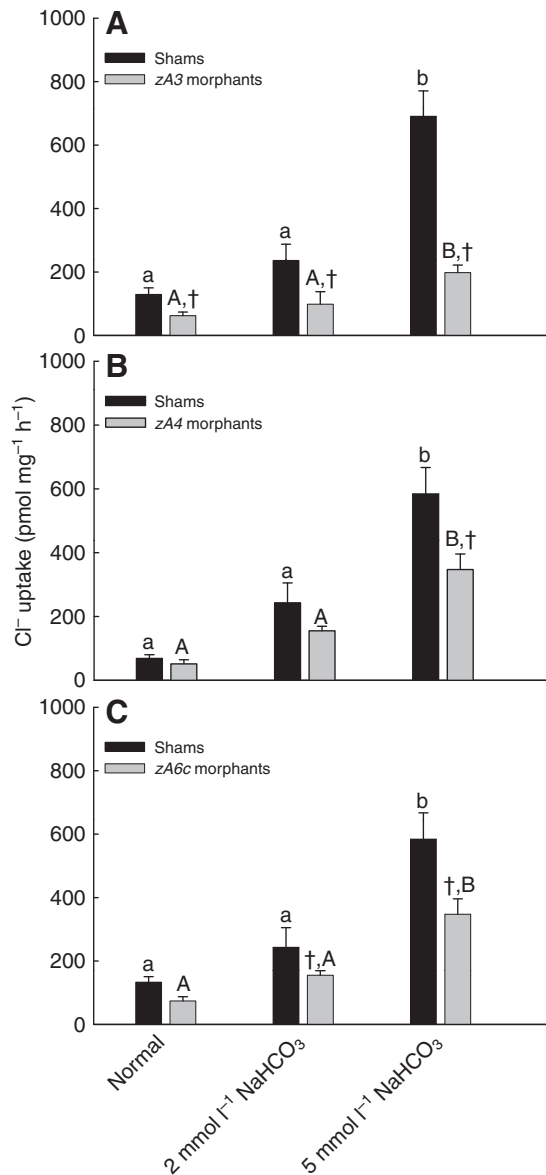 A
1000
Shams
zA3 morphants
800
600
400
200
0
a
A,†
a
A,†
b
B,†
B
1000
Shams
zA4 morphants
800
600
400
200
0
a
A
a
A
b
B,†
C
1000
Shams
zA6c morphants
800
600
400
200
0
a
A
a
†,A
b
†,B
Cl⁻ uptake (pmol mg⁻¹ h⁻¹)
Normal
2 mmol l⁻¹ NaHCO₃
5 mmol l⁻¹ NaHCO₃